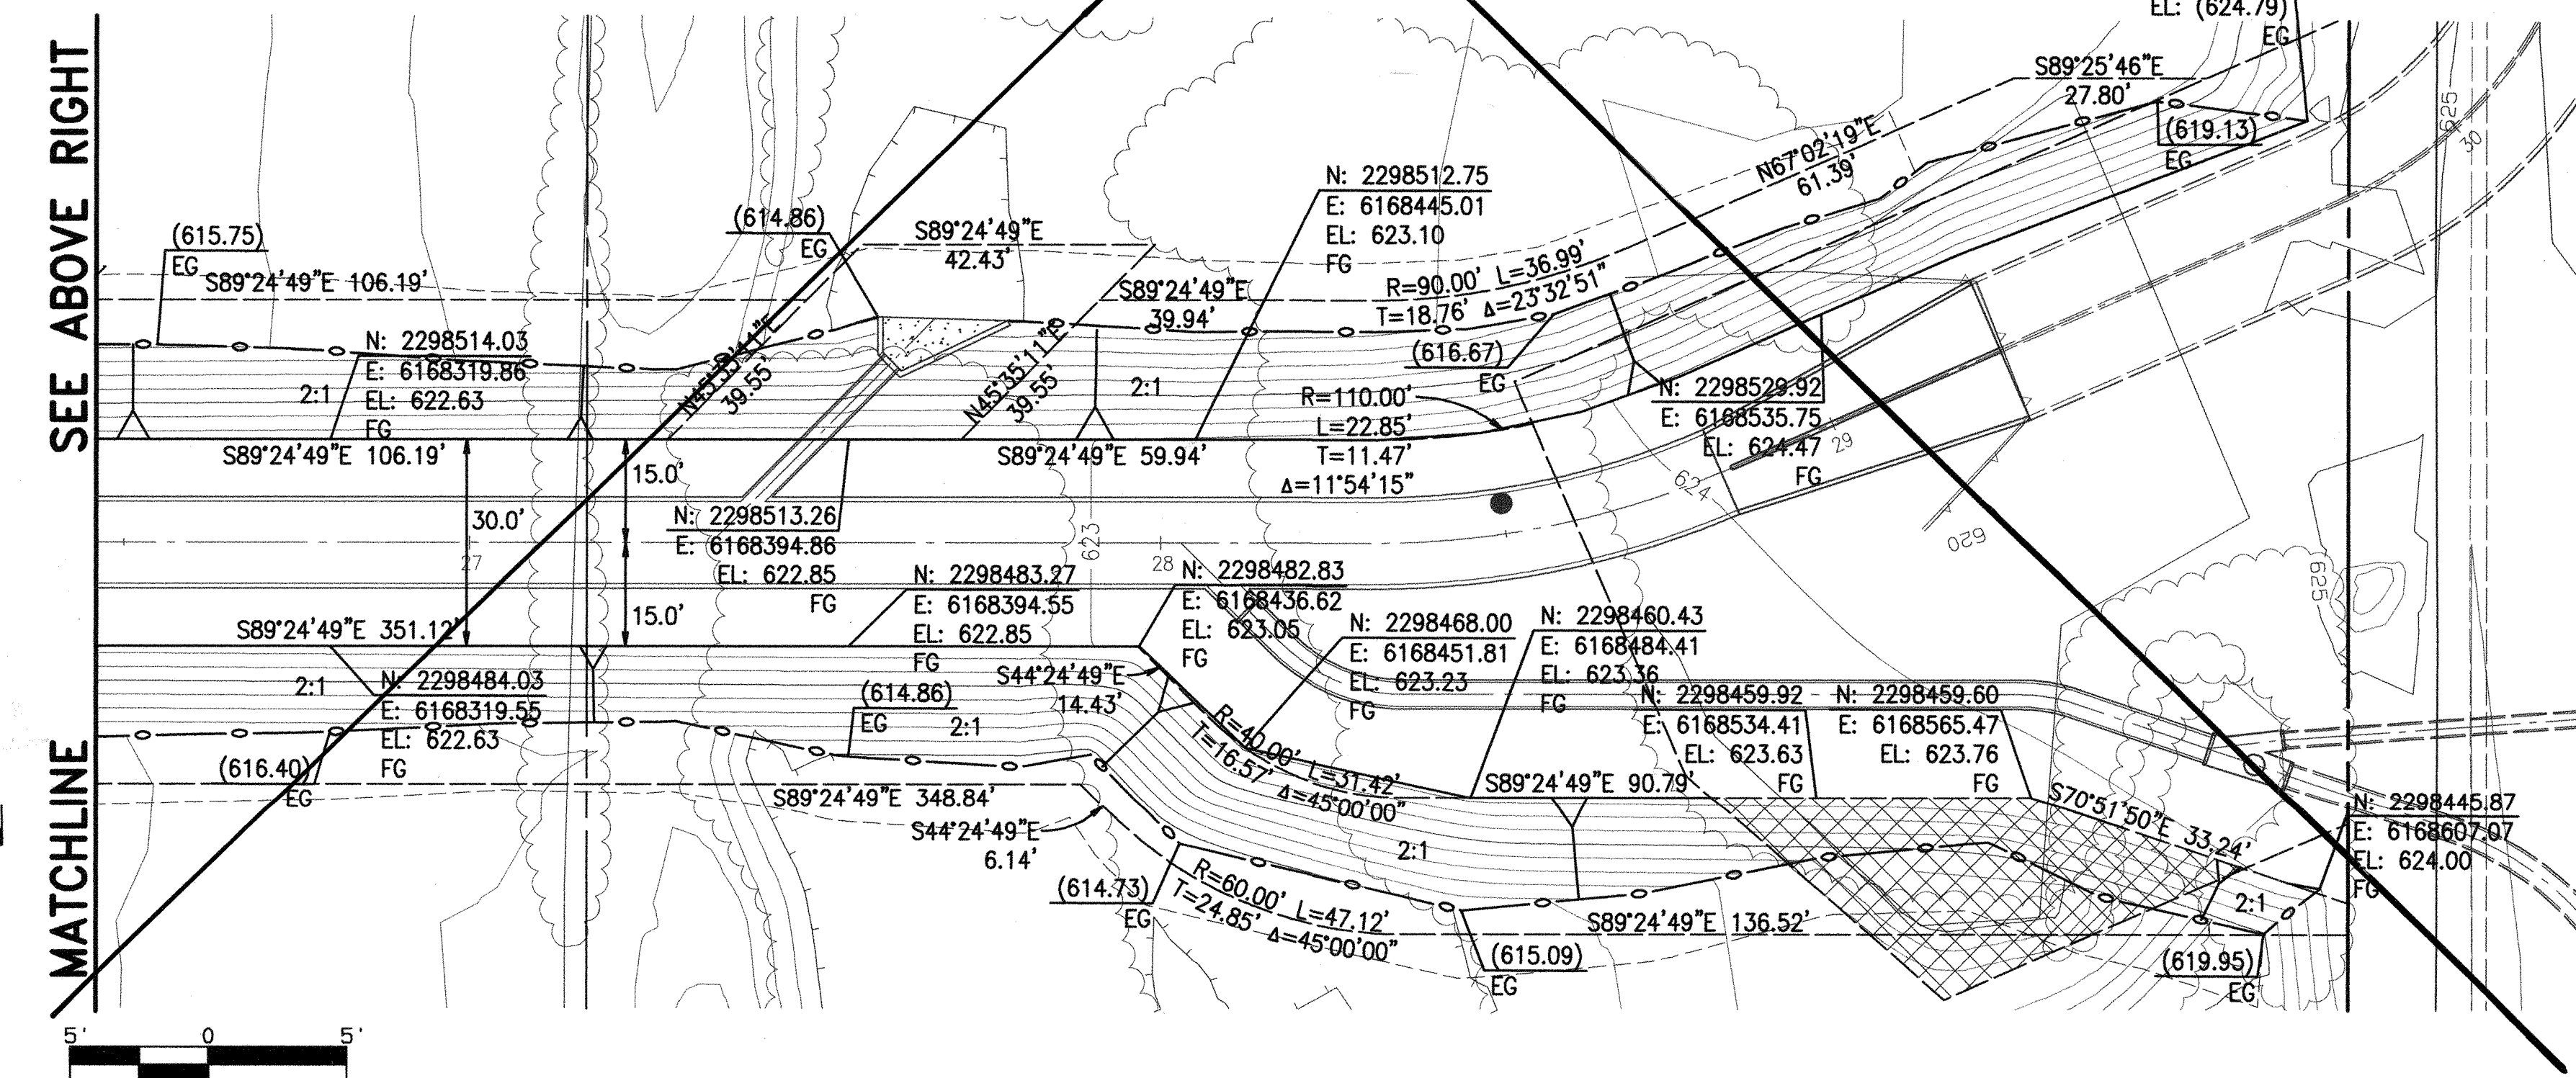 SEE ABOVE RIGHT
MATCHLINE
EL: (624.79)
EG
S89°25'46"E
27.80'
(619.13)
EG
N67°02'19"E
61.39'
625
30
(615.75)
EG
S89°24'49"E 106.19'
(614.86)
EG
S89°24'49"E
42.43'
N: 2298512.75
E: 6168445.01
EL: 623.10
FG
S89°24'49"E
39.94'
R=90.00' L=36.99'
T=18.76' Δ=23°32'51"
N: 2298514.03
E: 6168319.86
EL: 622.63
FG
2:1
N45°35'11"E
39.55'
N45°35'11"E
39.55'
2:1
(616.67)
EG
R=110.00'
L=22.85'
T=11.47'
Δ=11°54'15"
N: 2298529.92
E: 6168535.75
EL: 624.47
FG
29
S89°24'49"E 106.19'
S89°24'49"E 59.94'
15.0'
30.0'
15.0'
27
N: 2298513.26
E: 6168394.86
EL: 622.85
FG
623
28
624
620
625
N: 2298483.27
E: 6168394.55
EL: 622.85
FG
N: 2298482.83
E: 6168436.62
EL: 623.05
FG
N: 2298468.00
E: 6168451.81
EL: 623.23
FG
N: 2298460.43
E: 6168484.41
EL: 623.36
FG
N: 2298459.92
E: 6168534.41
EL: 623.63
FG
N: 2298459.60
E: 6168565.47
EL: 623.76
FG
S89°24'49"E 351.12'
2:1
N: 2298484.03
E: 6168319.55
EL: 622.63
FG
(616.40)
EG
(614.86)
EG
2:1
S44°24'49"E
14.43'
R=40.00' L=31.42'
T=16.57' Δ=45°00'00"
S89°24'49"E 90.79'
S70°51'50"E 33.24'
N: 2298445.87
E: 6168607.07
EL: 624.00
FG
S89°24'49"E 348.84'
S44°24'49"E
6.14'
2:1
(614.73)
EG
R=60.00' L=47.12'
T=24.85' Δ=45°00'00"
S89°24'49"E 136.52'
2:1
(615.09)
EG
(619.95)
EG
5' 0 5'